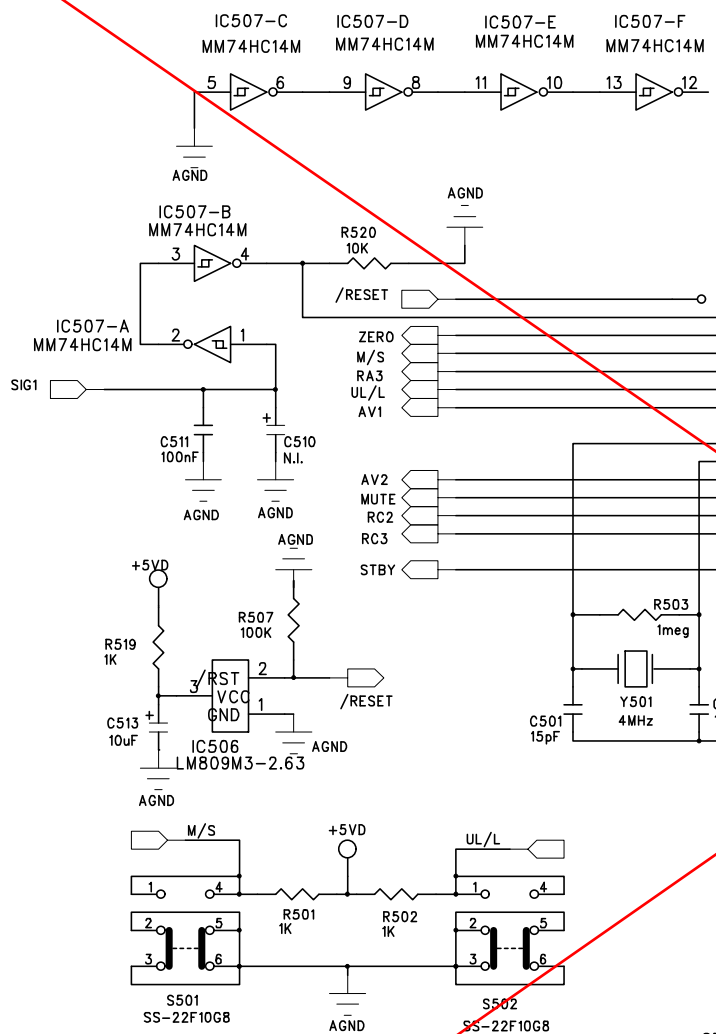 IC507-C IC507-D IC507-E IC507-F
MM74HC14M MM74HC14M MM74HC14M MM74HC14M
5 6 9 8 11 10 13 12
AGND
AGND
IC507-B
MM74HC14M
3 4
R520
10K
/RESET
IC507-A
MM74HC14M
2 1
ZERO
M/S
RA3
UL/L
AV1
SIG1
C511
100nF
C510
N.I.
AGND AGND
AV2
MUTE
RC2
RC3
STBY
AGND
+5VD
R507
100K
R519
1K
R503
1meg
/RST 2
3 VCC
GND 1
/RESET
C513
10uF
IC506
LM809M3-2.63
AGND
AGND
Y501
4MHz
C501
15pF
M/S +5VD UL/L
1 4 1 4
R501
1K
R502
1K
2 5 2 5
3 6 3 6
S501
SS-22F10G8
AGND
S502
SS-22F10G8